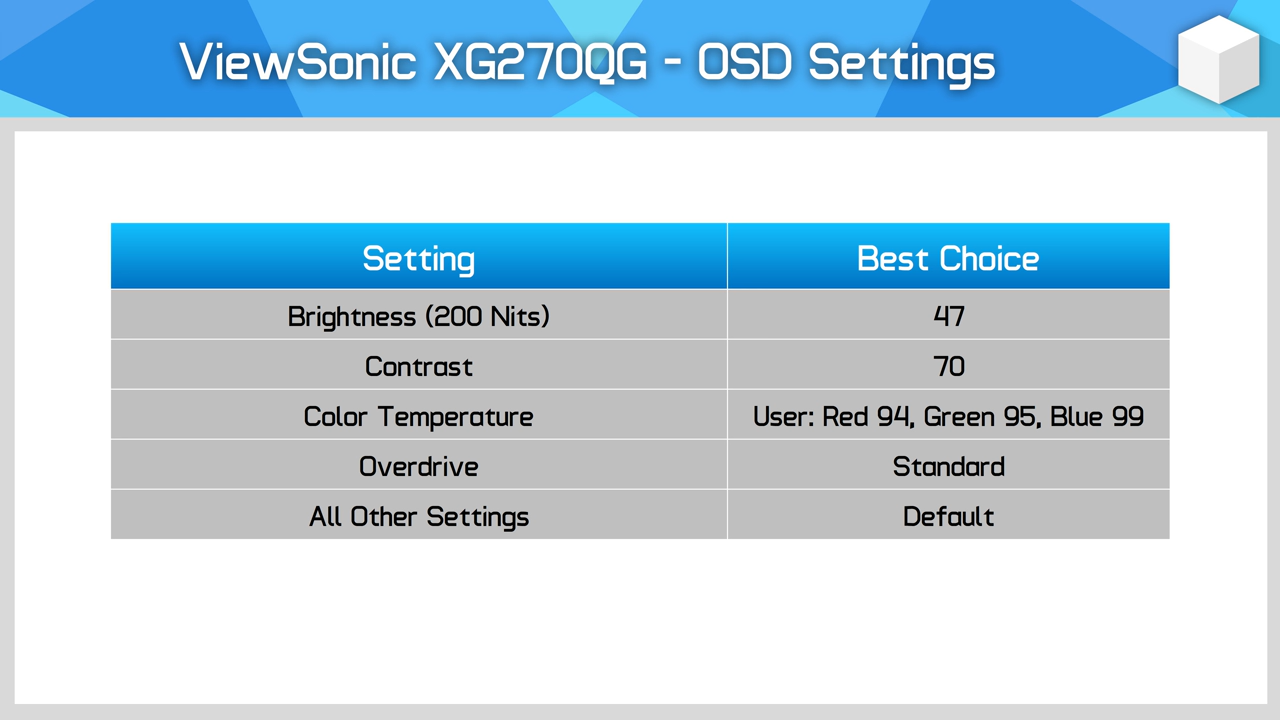 ViewSonic XG270QG - OSD Settings
Setting Best Choice
Brightness (200 Nits) 47
Contrast 70
Color Temperature User: Red 94, Green 95, Blue 99
Overdrive Standard
All Other Settings Default